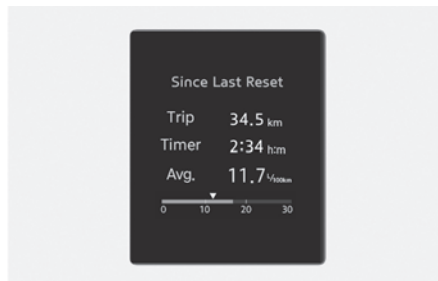 Since Last Reset
Trip 34.5 km
Timer 2:34 h:m
Avg. 11.7 L/100km
0 10 20 30